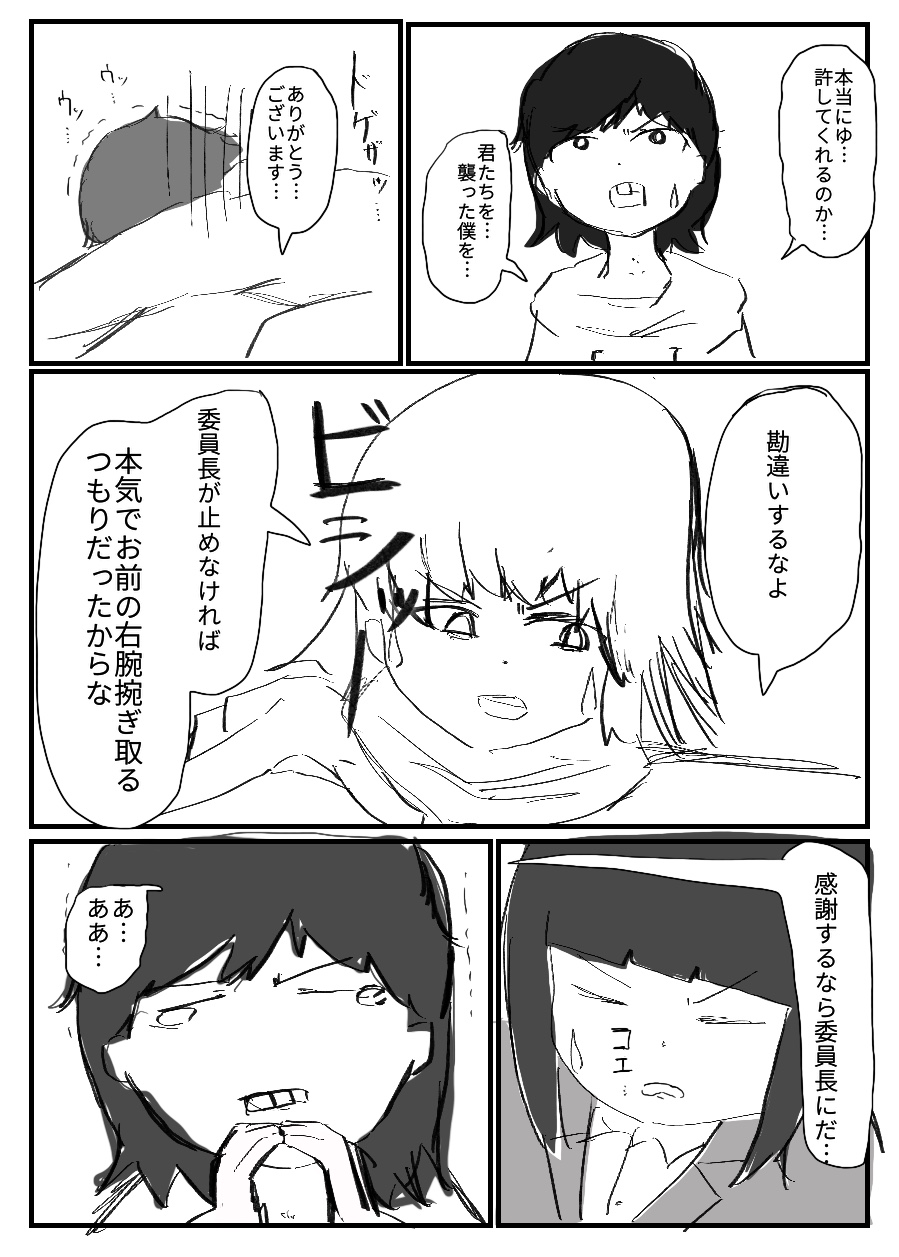 本当にゆ…
許してくれるのか…
君たちを…
襲った僕を…
ドゲザッ…
ありがとう…
ございます…
ウッ…
ウッ…
勘違いするなよ
ビシッ
委員長が止めなければ
本気でお前の右腕捥ぎ取る
つもりだったからな
感謝するなら委員長にだ…
コエ
あ…
ああ…